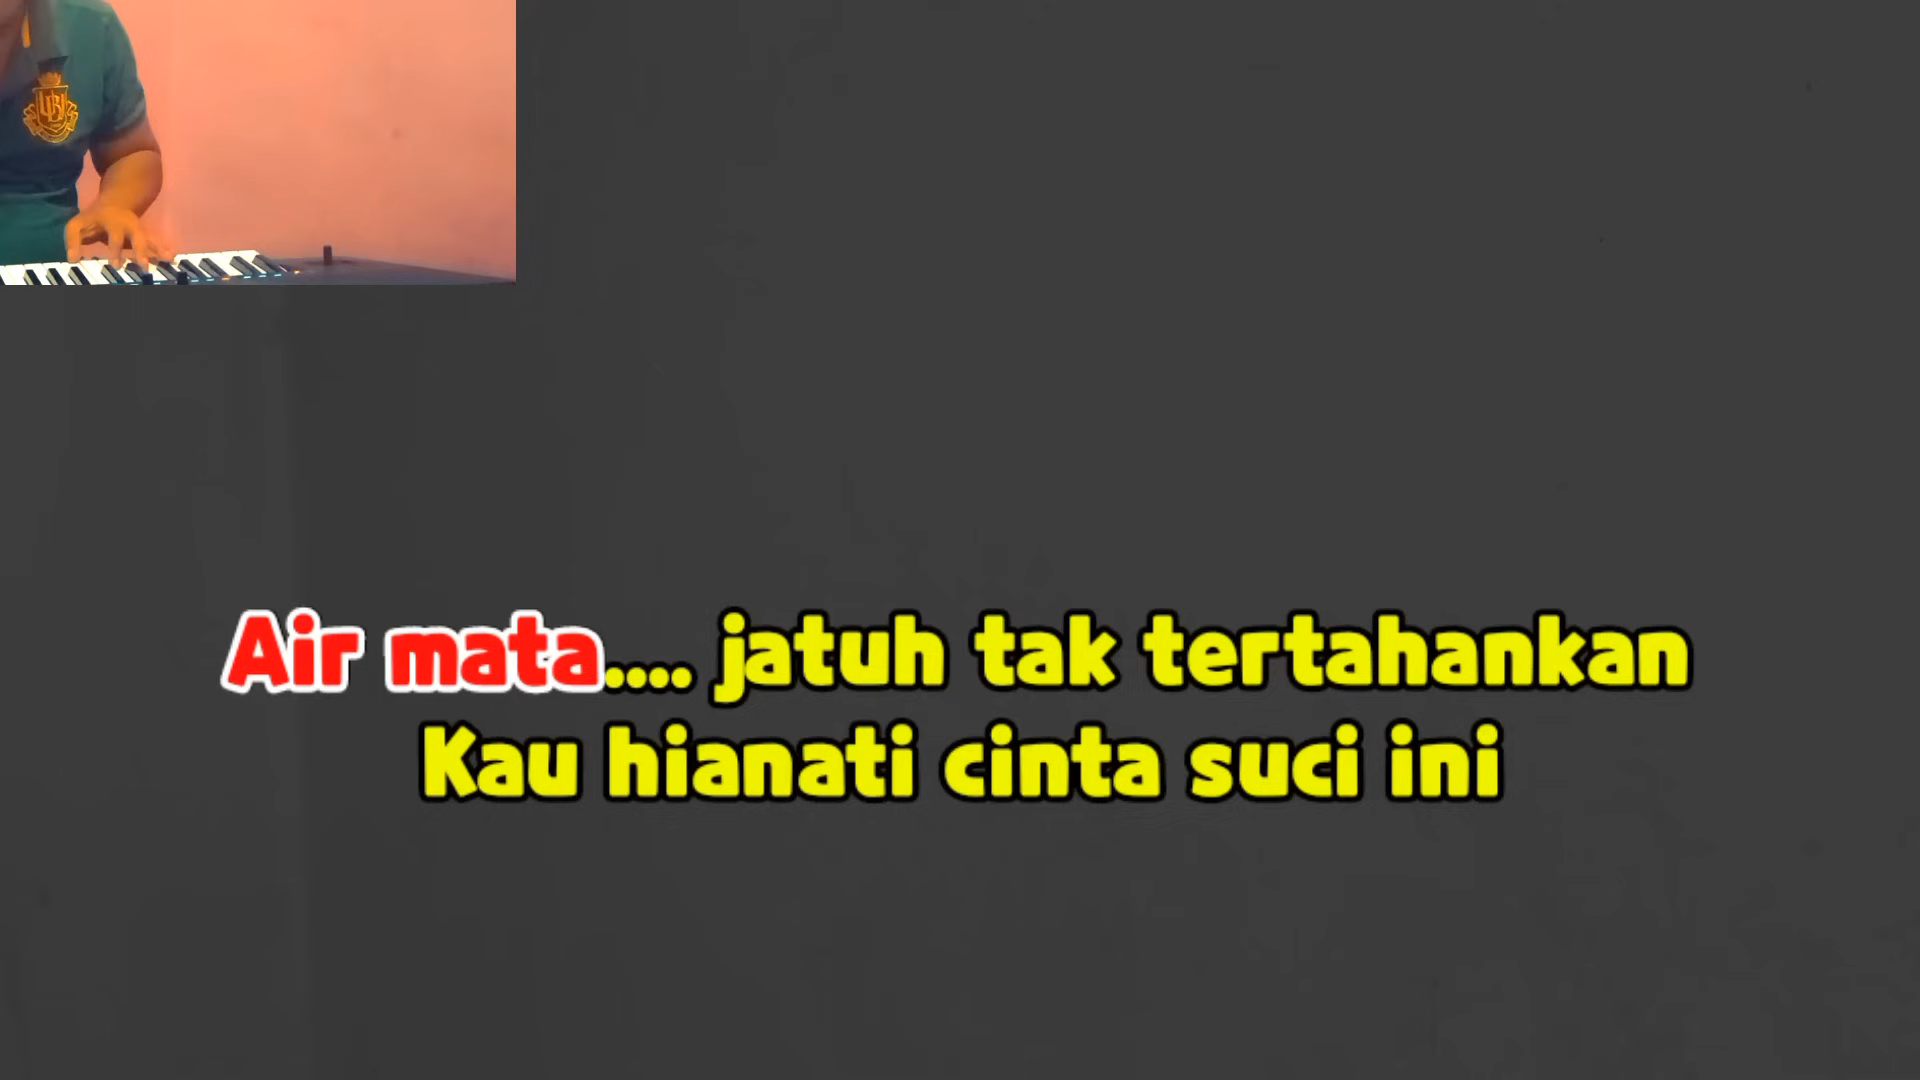 Air mata.... jatuh tak tertahankan
Kau hianati cinta suci ini